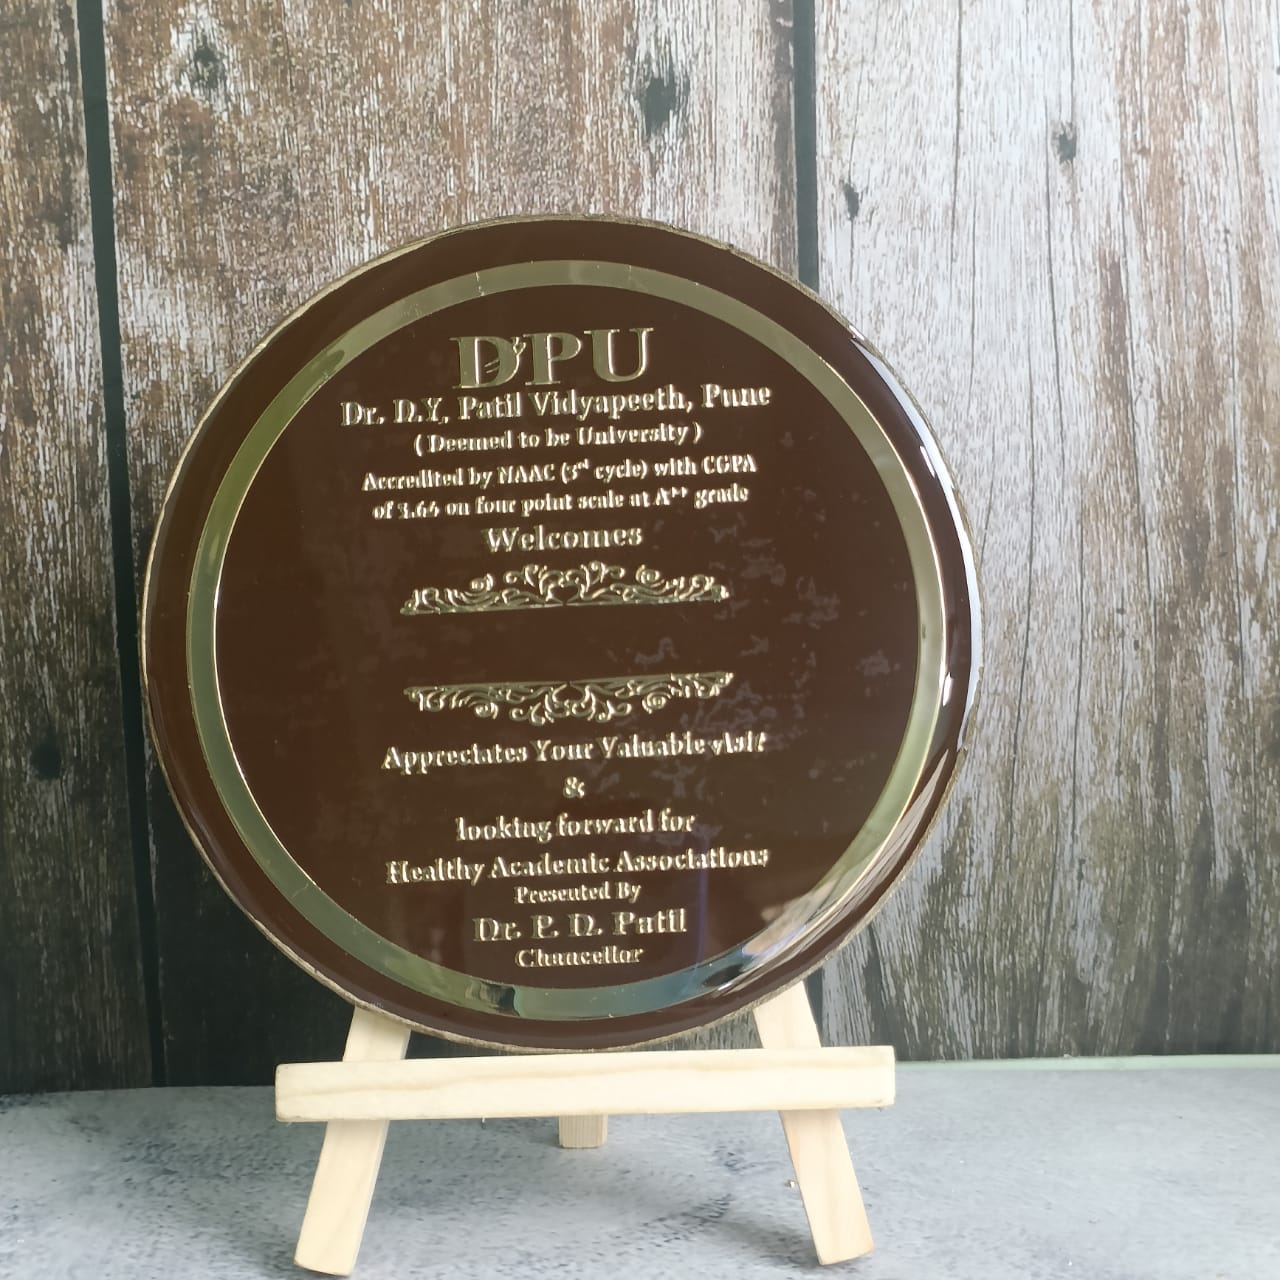 DPU
Dr. D.Y. Patil Vidyapeeth, Pune
( Deemed to be University )
Accredited by NAAC (3rd cycle) with CGPA
of 3.64 on four point scale at A++ grade
Welcomes
Appreciates Your Valuable
&
looking forward for
Healthy Academic Associations
Presented By
Dr. P. D. Patil
Chancellor